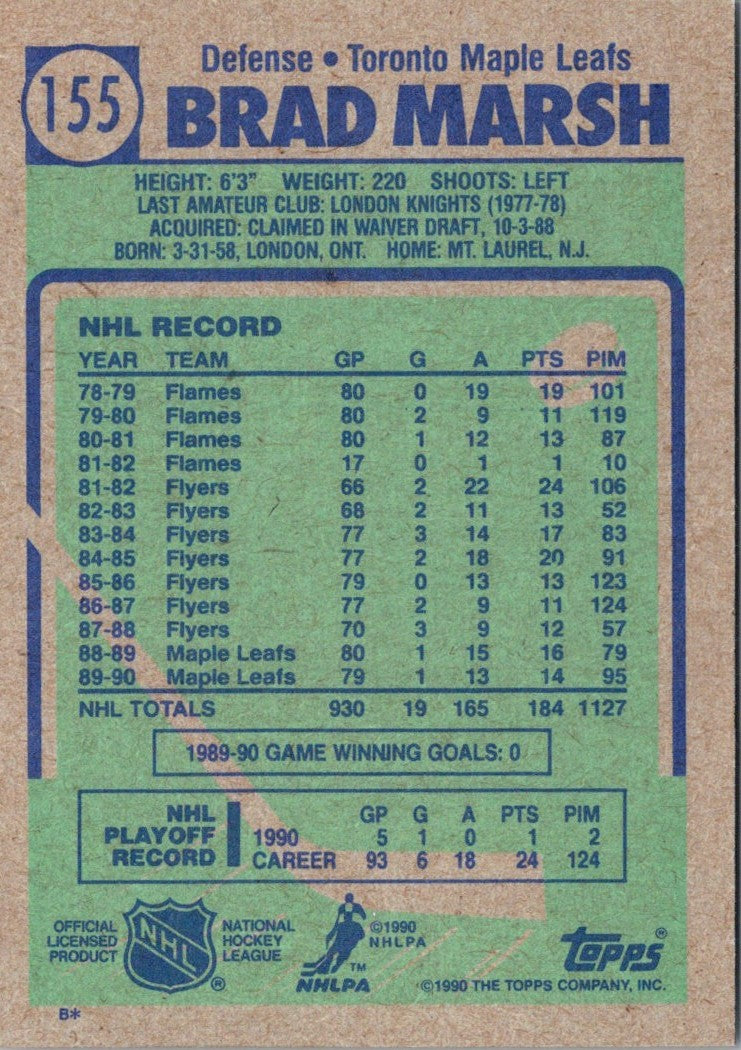 155
Defense • Toronto Maple Leafs
BRAD MARSH
HEIGHT: 6'3" WEIGHT: 220 SHOOTS: LEFT
LAST AMATEUR CLUB: LONDON KNIGHTS (1977-78)
ACQUIRED: CLAIMED IN WAIVER DRAFT, 10-3-88
BORN: 3-31-58, LONDON, ONT. HOME: MT. LAUREL, N.J.
NHL RECORD
YEAR TEAM GP G A PTS PIM
78-79 Flames 80 0 19 19 101
79-80 Flames 80 2 9 11 119
80-81 Flames 80 1 12 13 87
81-82 Flames 17 0 1 1 10
81-82 Flyers 66 2 22 24 106
82-83 Flyers 68 2 11 13 52
83-84 Flyers 77 3 14 17 83
84-85 Flyers 77 2 18 20 91
85-86 Flyers 79 0 13 13 123
86-87 Flyers 77 2 9 11 124
87-88 Flyers 70 3 9 12 57
88-89 Maple Leafs 80 1 15 16 79
89-90 Maple Leafs 79 1 13 14 95
NHL TOTALS 930 19 165 184 1127
1989-90 GAME WINNING GOALS: 0
NHL PLAYOFF RECORD
GP G A PTS PIM
1990 5 1 0 1 2
CAREER 93 6 18 24 124
OFFICIAL
LICENSED
PRODUCT
NHL
®
NATIONAL
HOCKEY
LEAGUE
TM
NHLPA
©1990
NHLPA
topps®
©1990 THE TOPPS COMPANY, INC.
B*